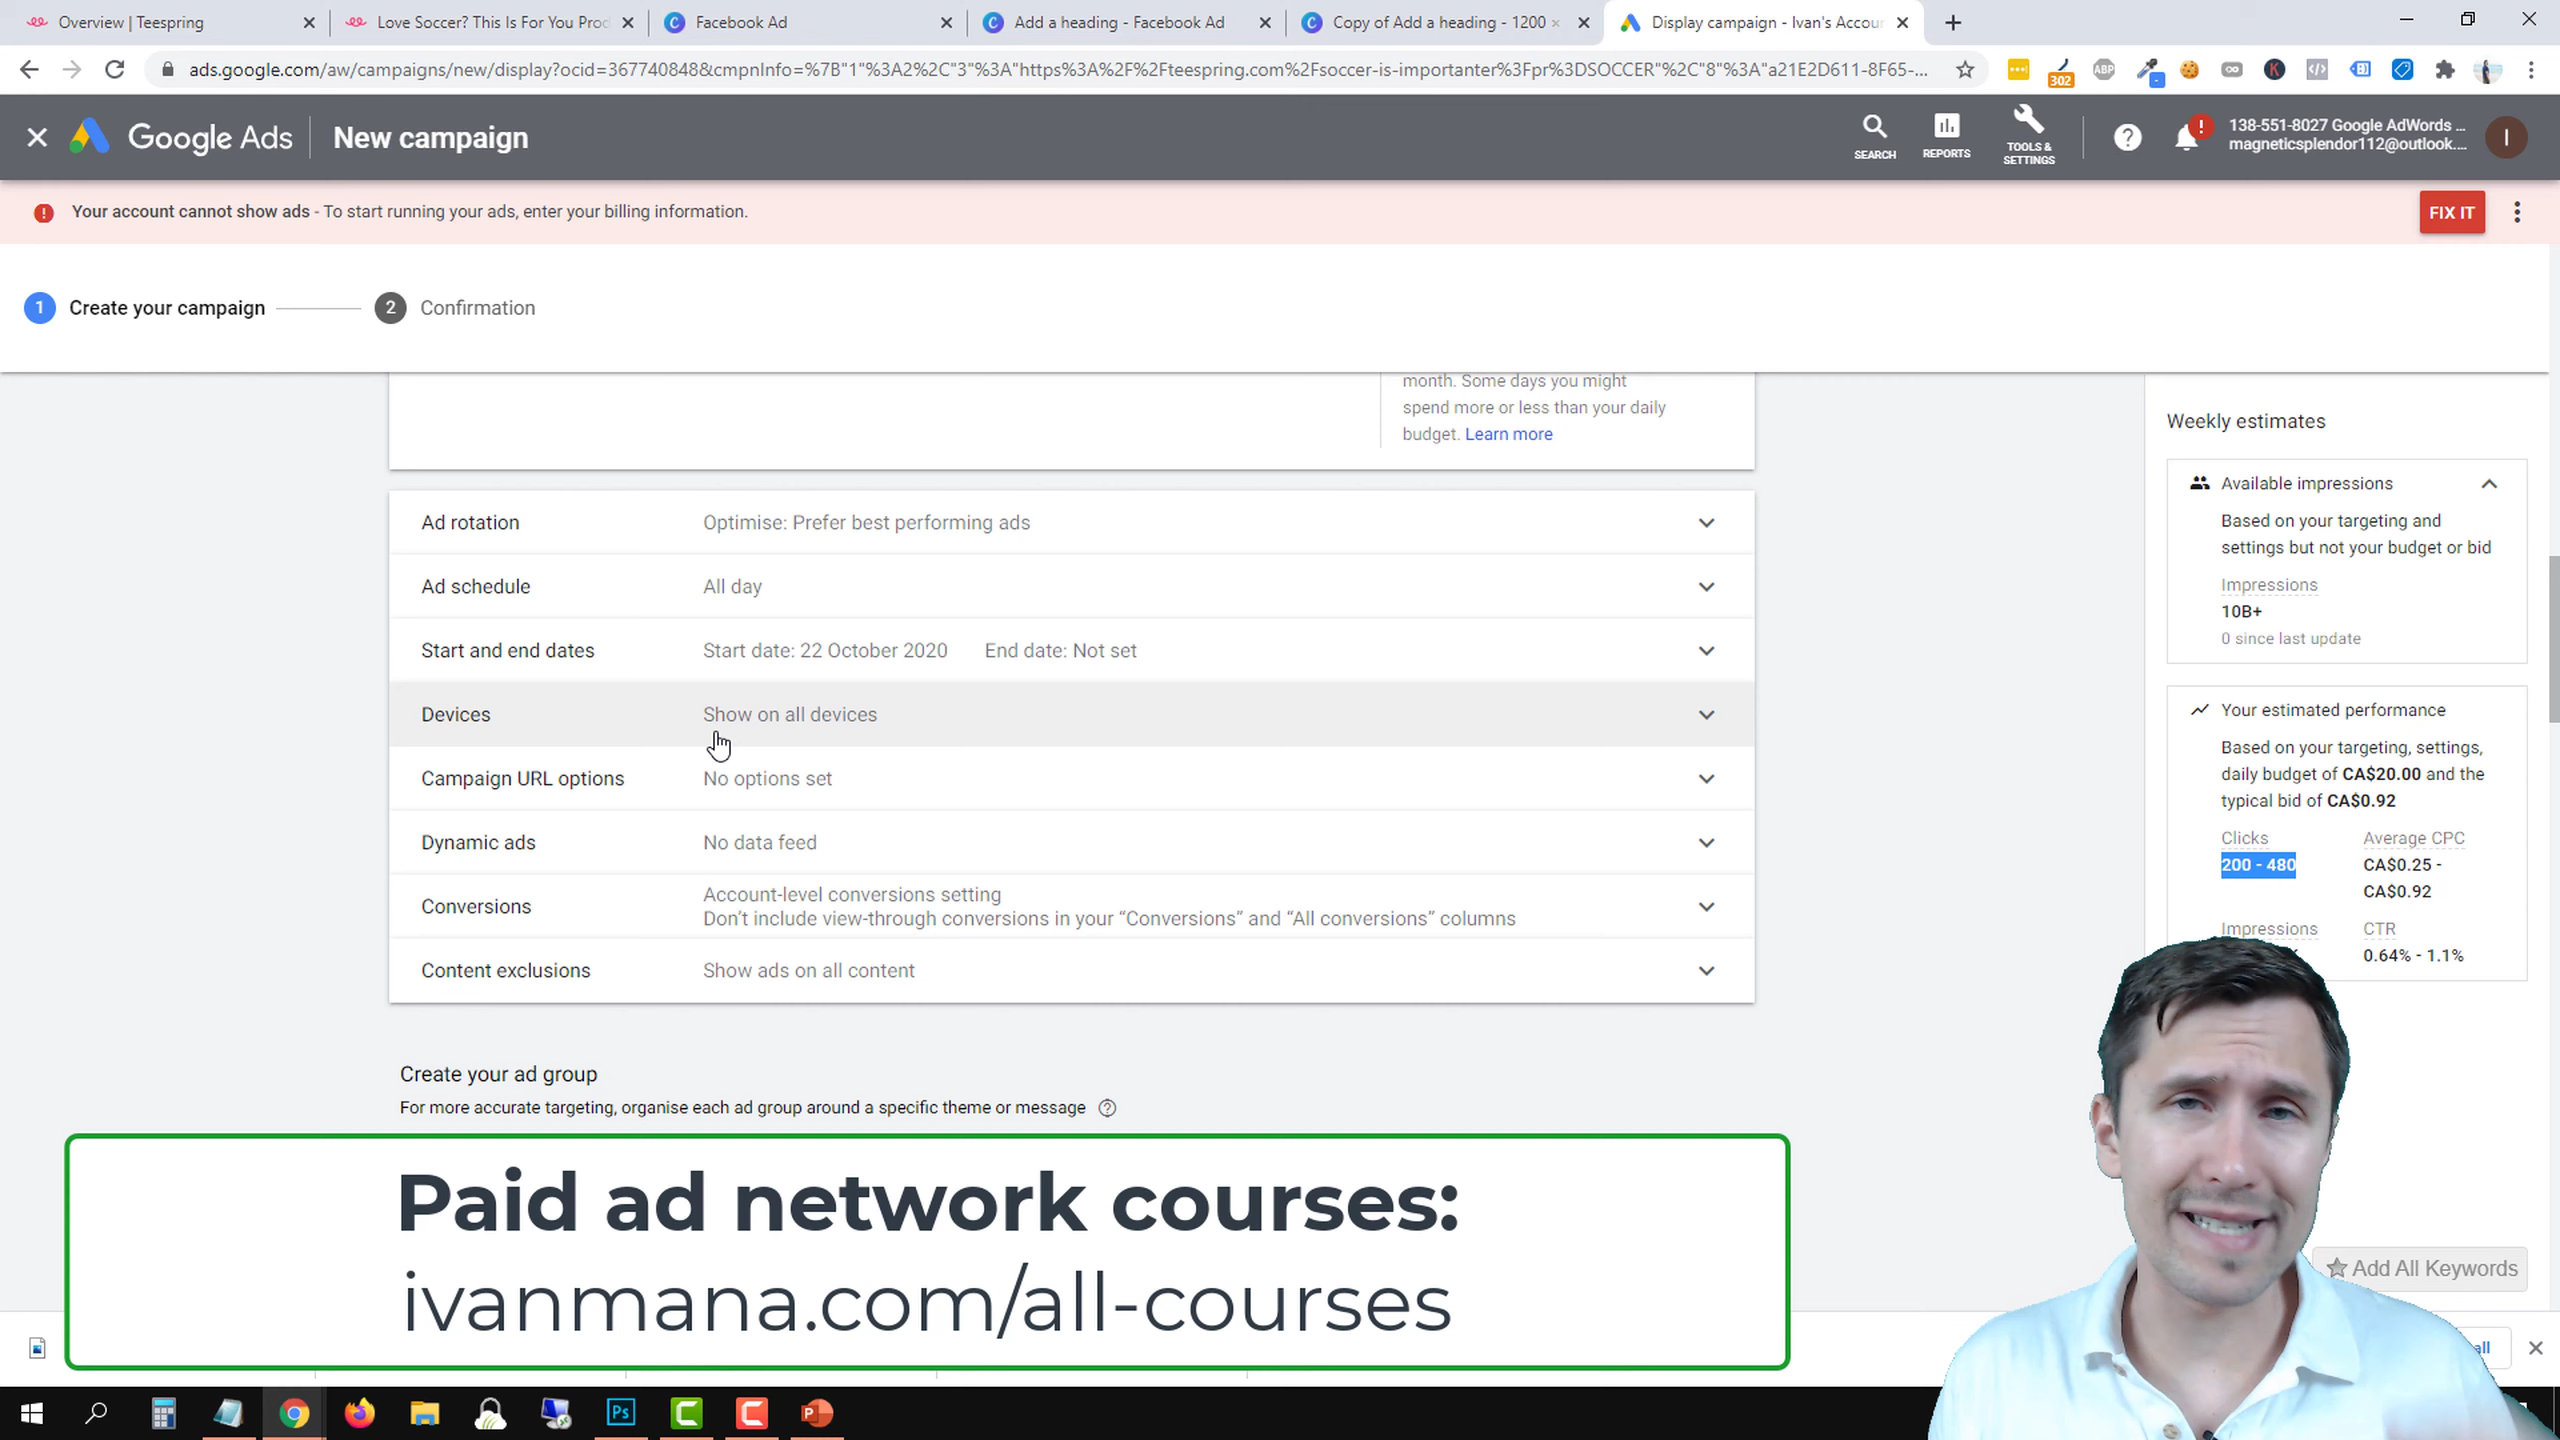 Overview | Teespring
Love Soccer? This Is For You Prod
Facebook Ad
Add a heading - Facebook Ad
Copy of Add a heading - 1200 ×
Display campaign - Ivan's Accoun
ads.google.com/aw/campaigns/new/display?ocid=367740848&cmpnInfo=%7B"1"%3A2%2C"3"%3A"https%3A%2F%2Fteespring.com%2Fsoccer-is-importanter%3Fpr%3DSOCCER"%2C"8"%3A"a21E2D611-8F65-...
302
ABP
Google Ads
New campaign
SEARCH
REPORTS
TOOLS &
SETTINGS
138-551-8027 Google AdWords ...
magneticsplendor112@outlook....
I
Your account cannot show ads - To start running your ads, enter your billing information.
FIX IT
1 Create your campaign
2 Confirmation
month. Some days you might
spend more or less than your daily
budget. Learn more
Ad rotation Optimise: Prefer best performing ads
Ad schedule All day
Start and end dates Start date: 22 October 2020 End date: Not set
Devices Show on all devices
Campaign URL options No options set
Dynamic ads No data feed
Conversions Account-level conversions setting
Don't include view-through conversions in your “Conversions” and “All conversions” columns
Content exclusions Show ads on all content
Create your ad group
For more accurate targeting, organise each ad group around a specific theme or message
Weekly estimates
Available impressions
Based on your targeting and
settings but not your budget or bid
Impressions
10B+
0 since last update
Your estimated performance
Based on your targeting, settings,
daily budget of CA$20.00 and the
typical bid of CA$0.92
Clicks Average CPC
200 - 480 CA$0.25 -
CA$0.92
Impressions CTR
0.64% - 1.1%
Add All Keywords
Paid ad network courses:
ivanmana.com/all-courses
Ps